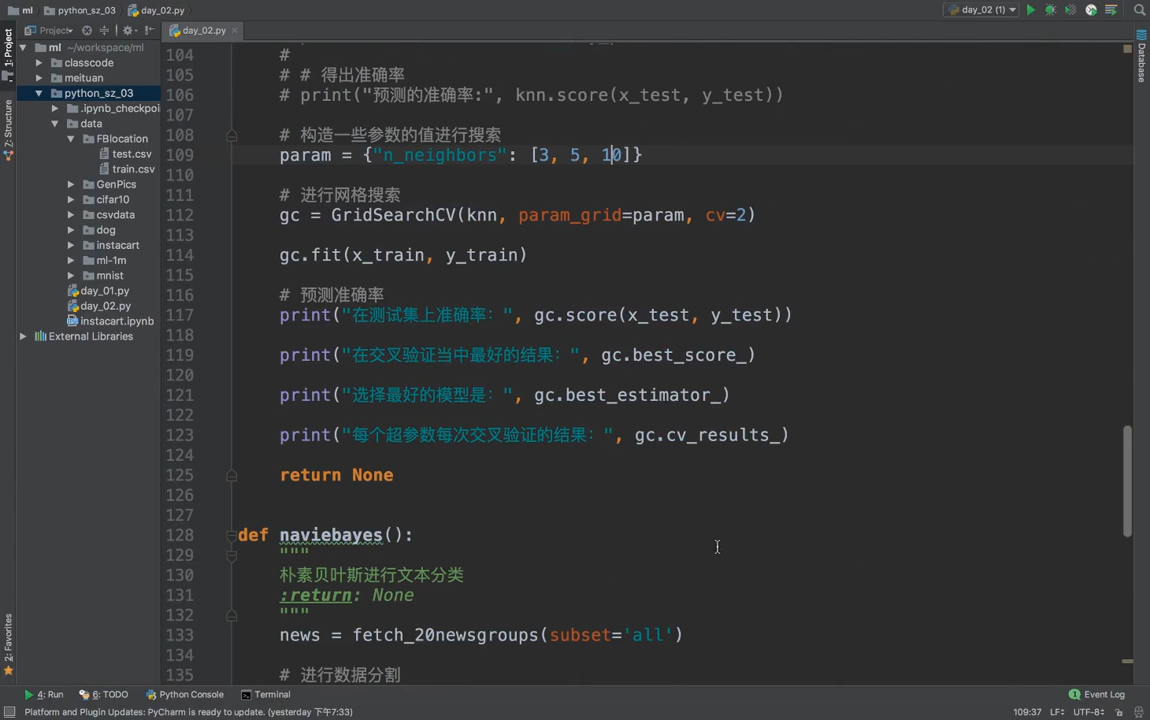 ml
python_sz_03
day_02.py
day_02 (1)
Project
day_02.py
1: Project
Z: Structure
2: Favorites
Database
ml ~/workspace/ml
classcode
meituan
python_sz_03
.ipynb_checkpoi
data
FBlocation
test.csv
train.csv
GenPics
cifar10
csvdata
dog
instacart
ml-1m
mnist
day_01.py
day_02.py
instacart.ipynb
External Libraries
104 #
105 # # 得出准确率
106 # print("预测的准确率:", knn.score(x_test, y_test))
107
108 # 构造一些参数的值进行搜索
109 param = {"n_neighbors": [3, 5, 10]}
110
111 # 进行网格搜索
112 gc = GridSearchCV(knn, param_grid=param, cv=2)
113
114 gc.fit(x_train, y_train)
115
116 # 预测准确率
117 print("在测试集上准确率：", gc.score(x_test, y_test))
118
119 print("在交叉验证当中最好的结果：", gc.best_score_)
120
121 print("选择最好的模型是：", gc.best_estimator_)
122
123 print("每个超参数每次交叉验证的结果：", gc.cv_results_)
124
125 return None
126
127
128 def naviebayes():
129 """
130 朴素贝叶斯进行文本分类
131 :return: None
132 """
133 news = fetch_20newsgroups(subset='all')
134
135 # 进行数据分割
4: Run
6: TODO
Python Console
Terminal
Event Log
Platform and Plugin Updates: PyCharm is ready to update. (yesterday 下午7:33)
109:37 LF÷ UTF-8÷